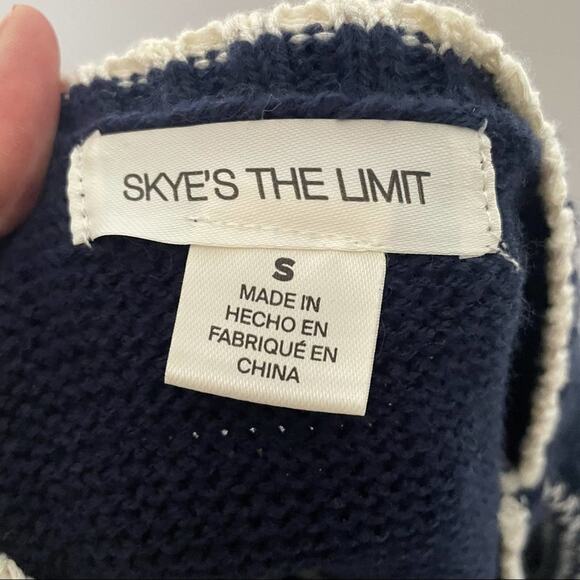 SKYE'S THE LIMIT
S
MADE IN
HECHO EN
FABRIQUÉ EN
CHINA